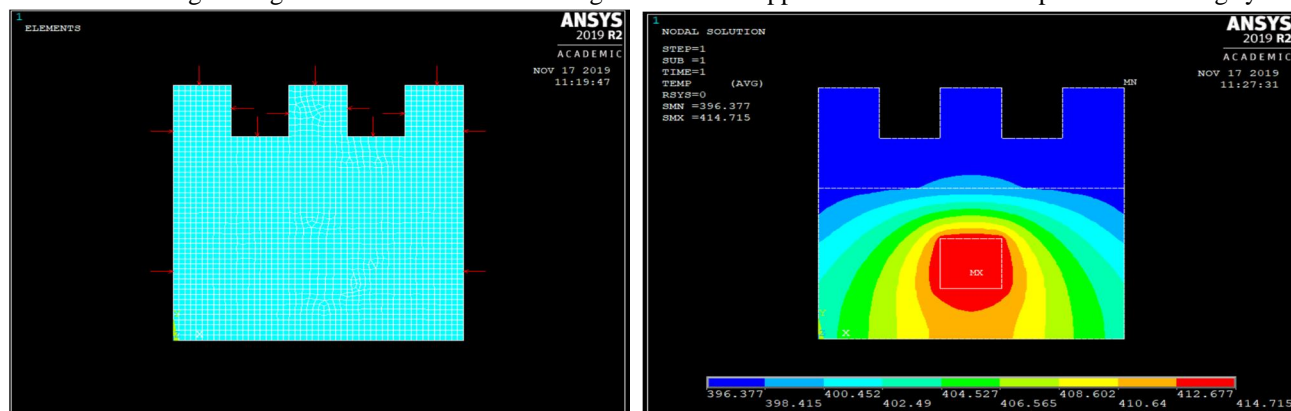 1
ELEMENTS
ANSYS
2019 R2
ACADEMIC
NOV 17 2019
11:19:47
X
1
NODAL SOLUTION
STEP=1
SUB =1
TIME=1
TEMP (AVG)
RSYS=0
SMN =396.377
SMX =414.715
ANSYS
2019 R2
ACADEMIC
NOV 17 2019
11:27:31
MN
MX
X
396.377 400.452 404.527 408.602 412.677
398.415 402.49 406.565 410.64 414.715